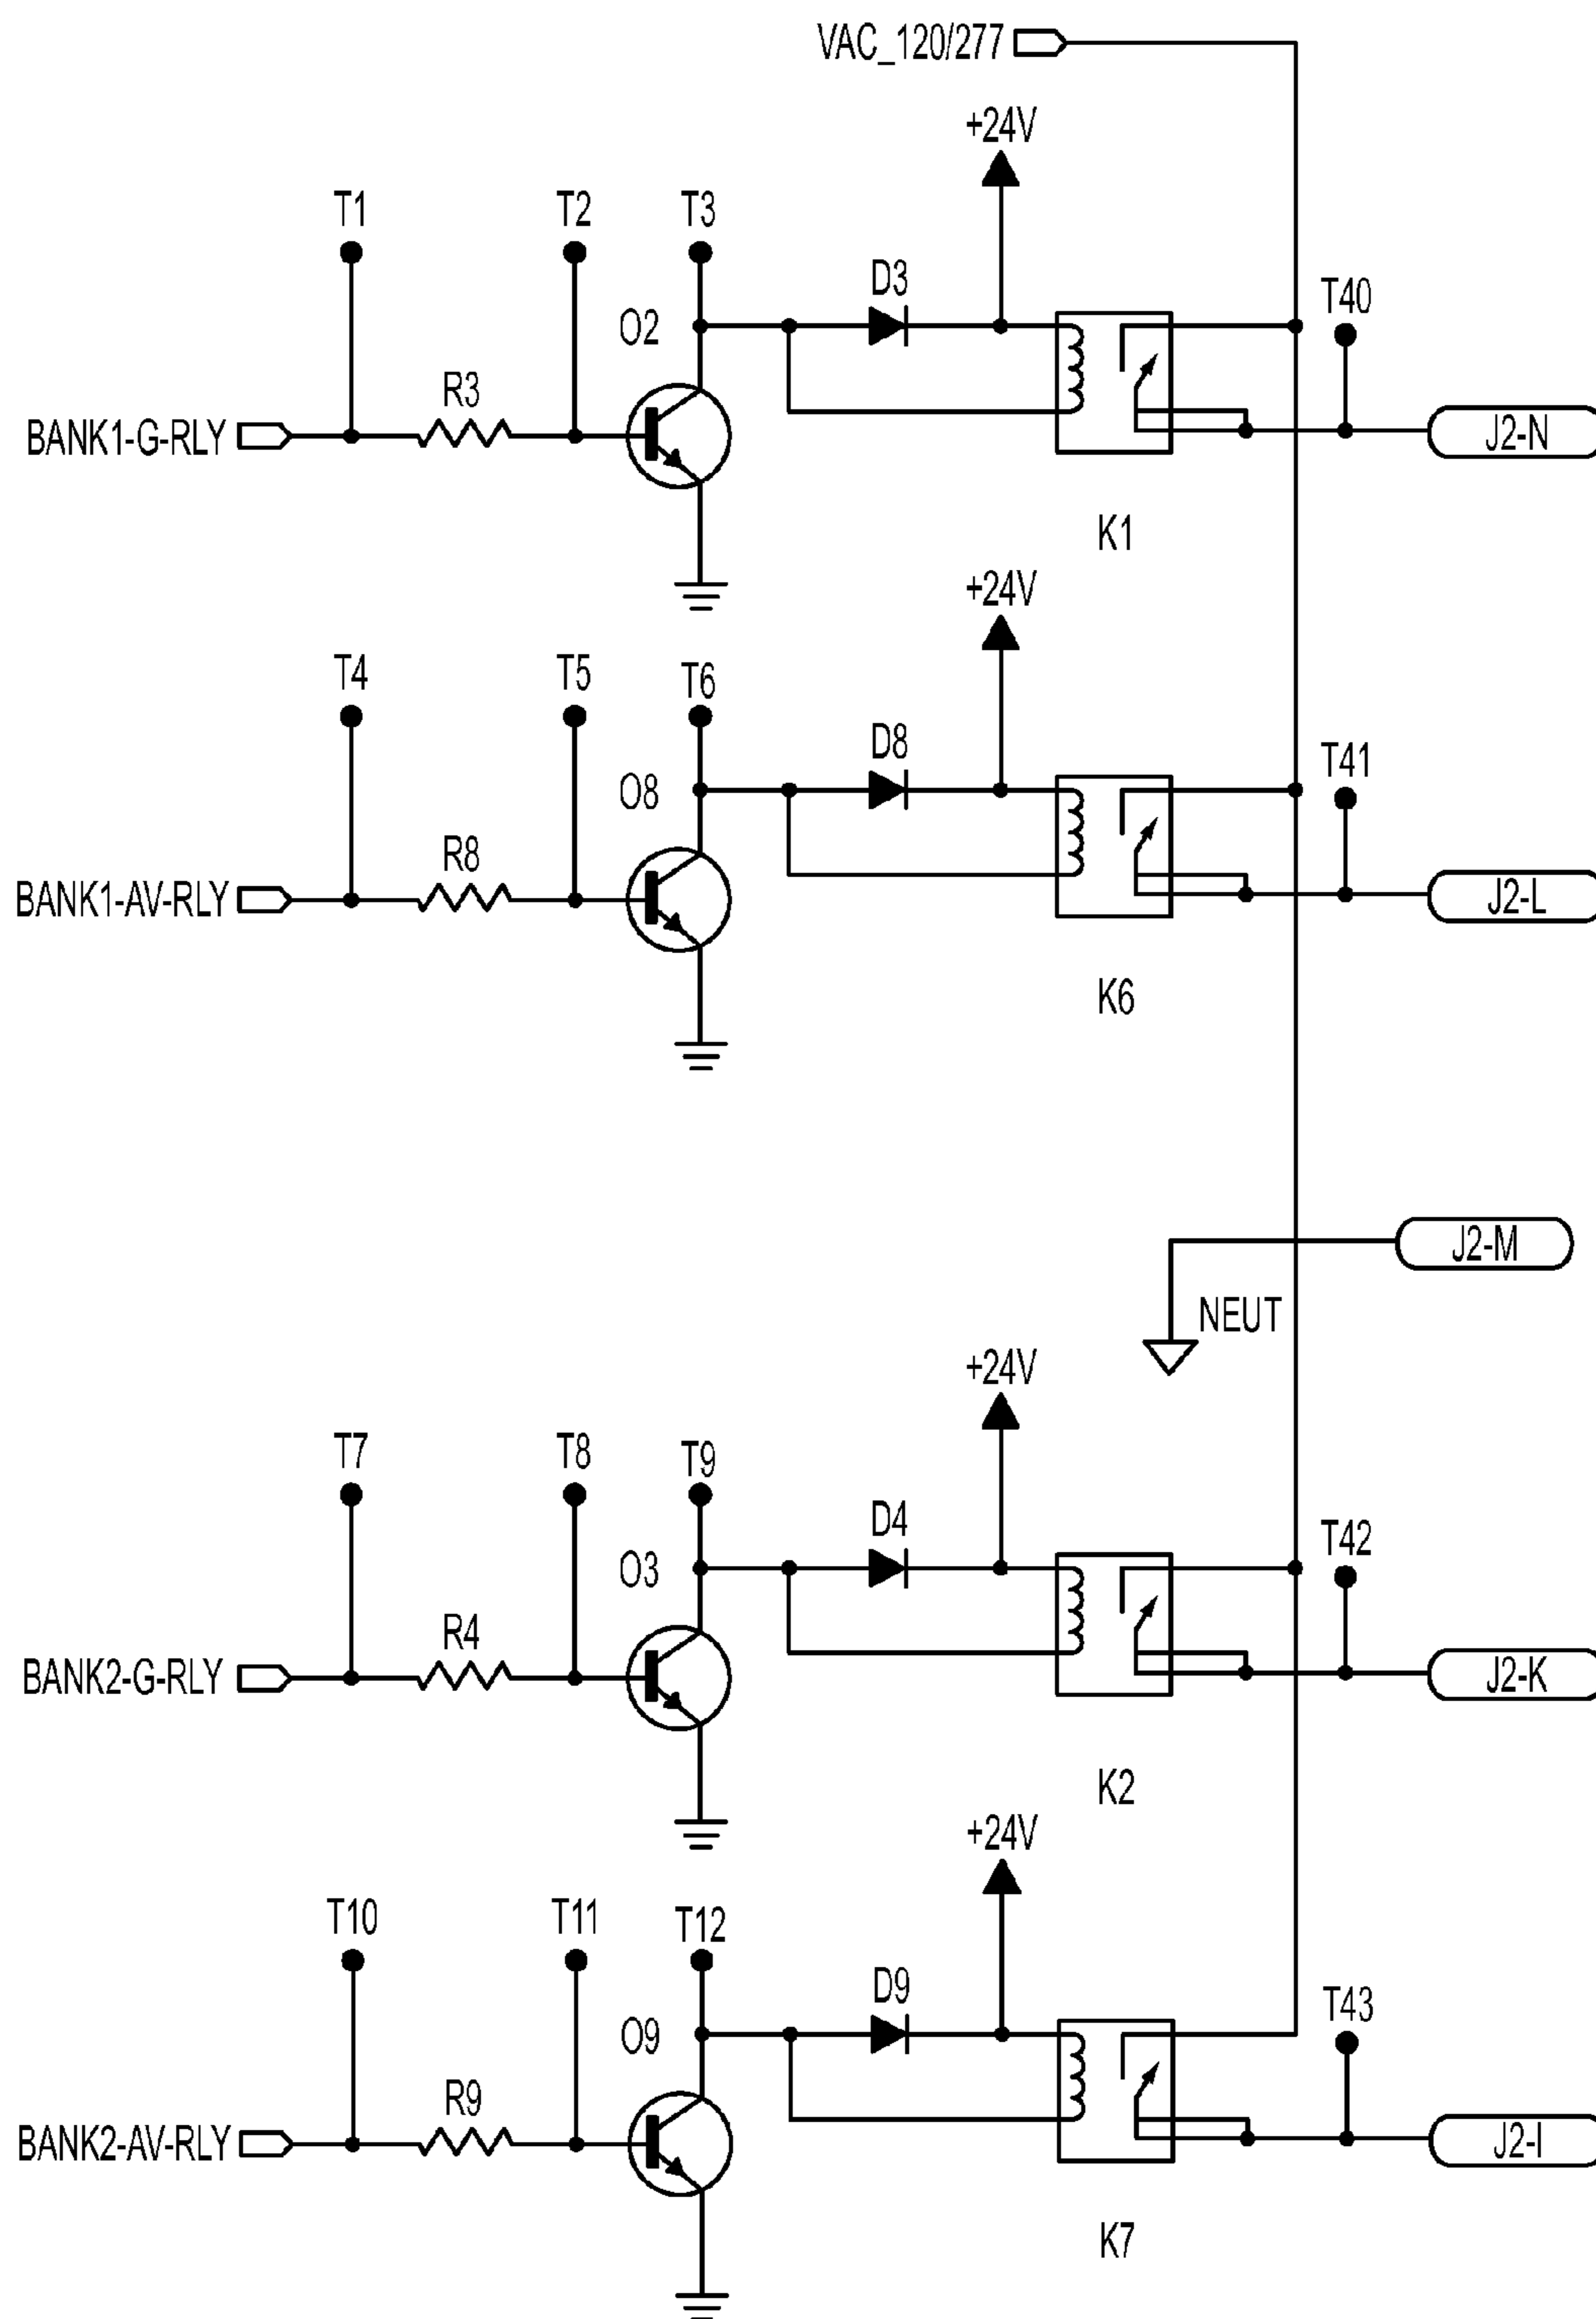 VAC_120/277
+24V
T1
T2
T3
D3
T40
O2
R3
BANK1-G-RLY
J2-N
K1
+24V
T4
T5
T6
D8
T41
O8
R8
BANK1-AV-RLY
J2-L
K6
J2-M
NEUT
+24V
T7
T8
T9
D4
T42
O3
R4
BANK2-G-RLY
J2-K
K2
+24V
T10
T11
T12
D9
T43
O9
R9
BANK2-AV-RLY
J2-I
K7